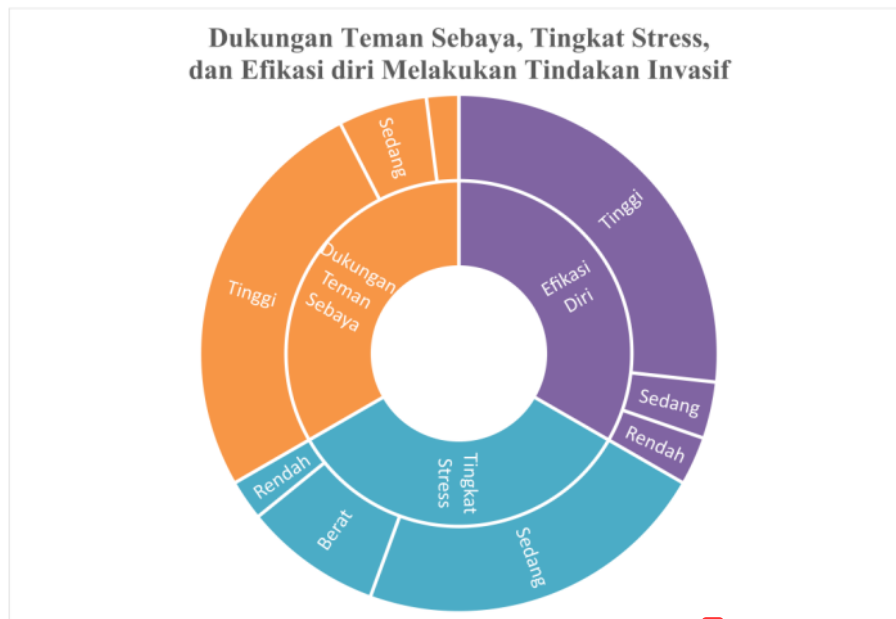 Dukungan Teman Sebaya, Tingkat Stress,
dan Efikasi diri Melakukan Tindakan Invasif
Tinggi
Efikasi
Diri
Sedang
Rendah
Sedang
Tingkat
Stress
Berat
Rendah
Tinggi
Dukungan
Teman
Sebaya
Sedang